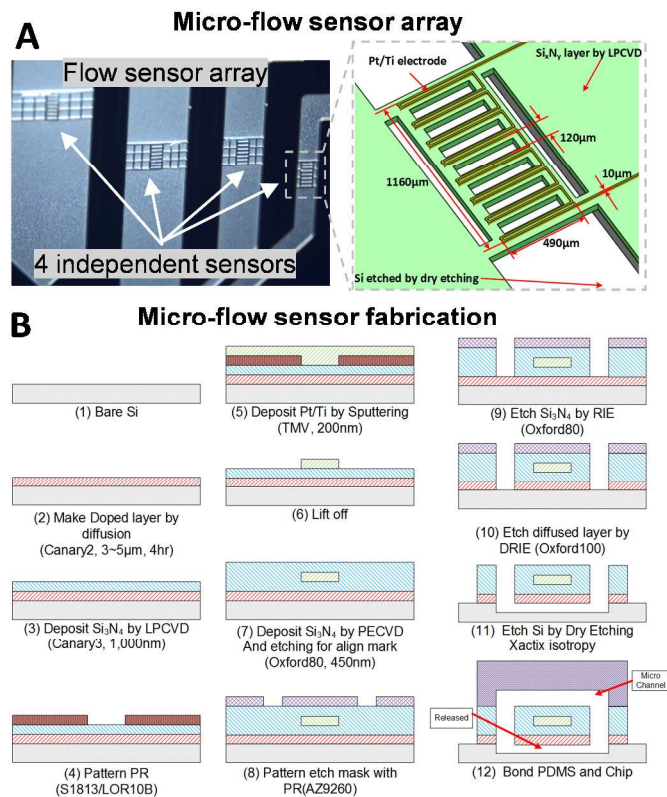 Micro-flow sensor array
A
Flow sensor array
4 independent sensors
Pt/Ti electrode
SixNy layer by LPCVD
120µm
10µm
1160µm
490µm
Si etched by dry etching
B
Micro-flow sensor fabrication
(1) Bare Si
(2) Make Doped layer by
diffusion
(Canary2, 3~5µm, 4hr)
(3) Deposit Si3N4 by LPCVD
(Canary3, 1,000nm)
(4) Pattern PR
(S1813/LOR10B)
(5) Deposit Pt/Ti by Sputtering
(TMV, 200nm)
(6) Lift off
(7) Deposit Si3N4 by PECVD
And etching for align mark
(Oxford80, 450nm)
(8) Pattern etch mask with
PR(AZ9260)
(9) Etch Si3N4 by RIE
(Oxford80)
(10) Etch diffused layer by
DRIE (Oxford100)
(11) Etch Si by Dry Etching
Xactix isotropy
Micro
Channel
Released
(12) Bond PDMS and Chip